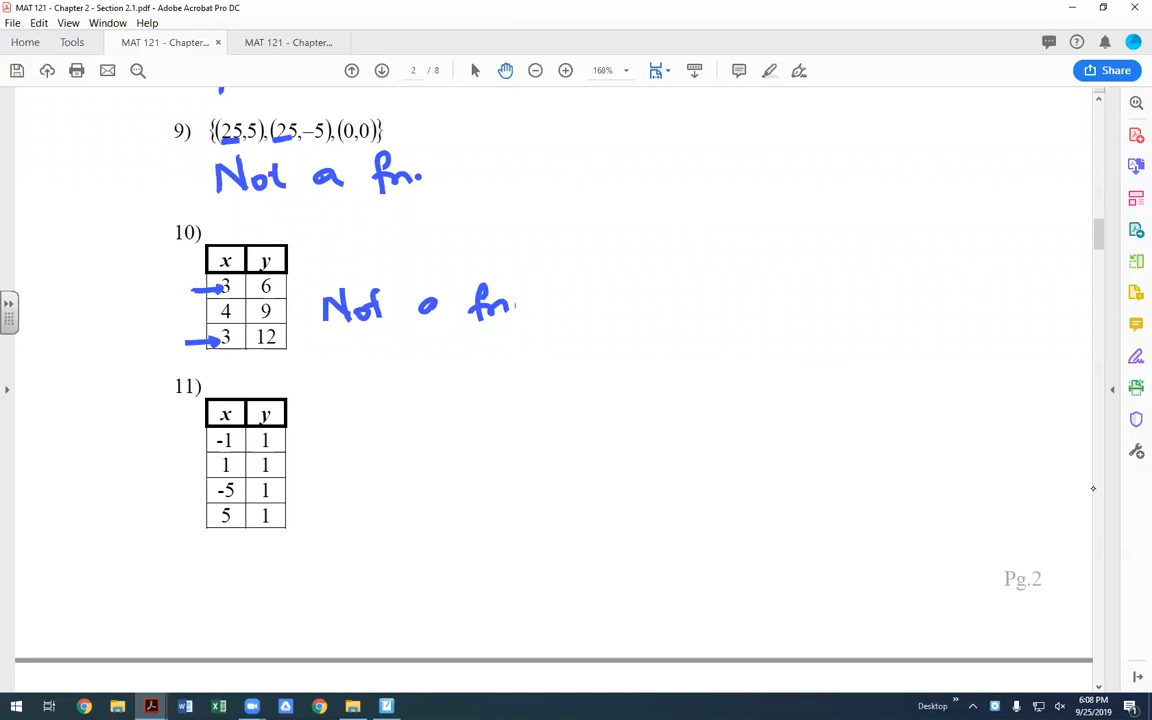 MAT 121 - Chapter 2 - Section 2.1.pdf - Adobe Acrobat Pro DC
File Edit View Window Help
Home Tools MAT 121 - Chapter... × MAT 121 - Chapter...
2 / 8 168% Share
9) {(25,5),(25,–5),(0,0)}
Not a fn.
10)
x y
3 6
4 9
3 12
Not a fn.
11)
x y
-1 1
1 1
-5 1
5 1
Pg.2
Desktop » 6:08 PM
9/25/2019